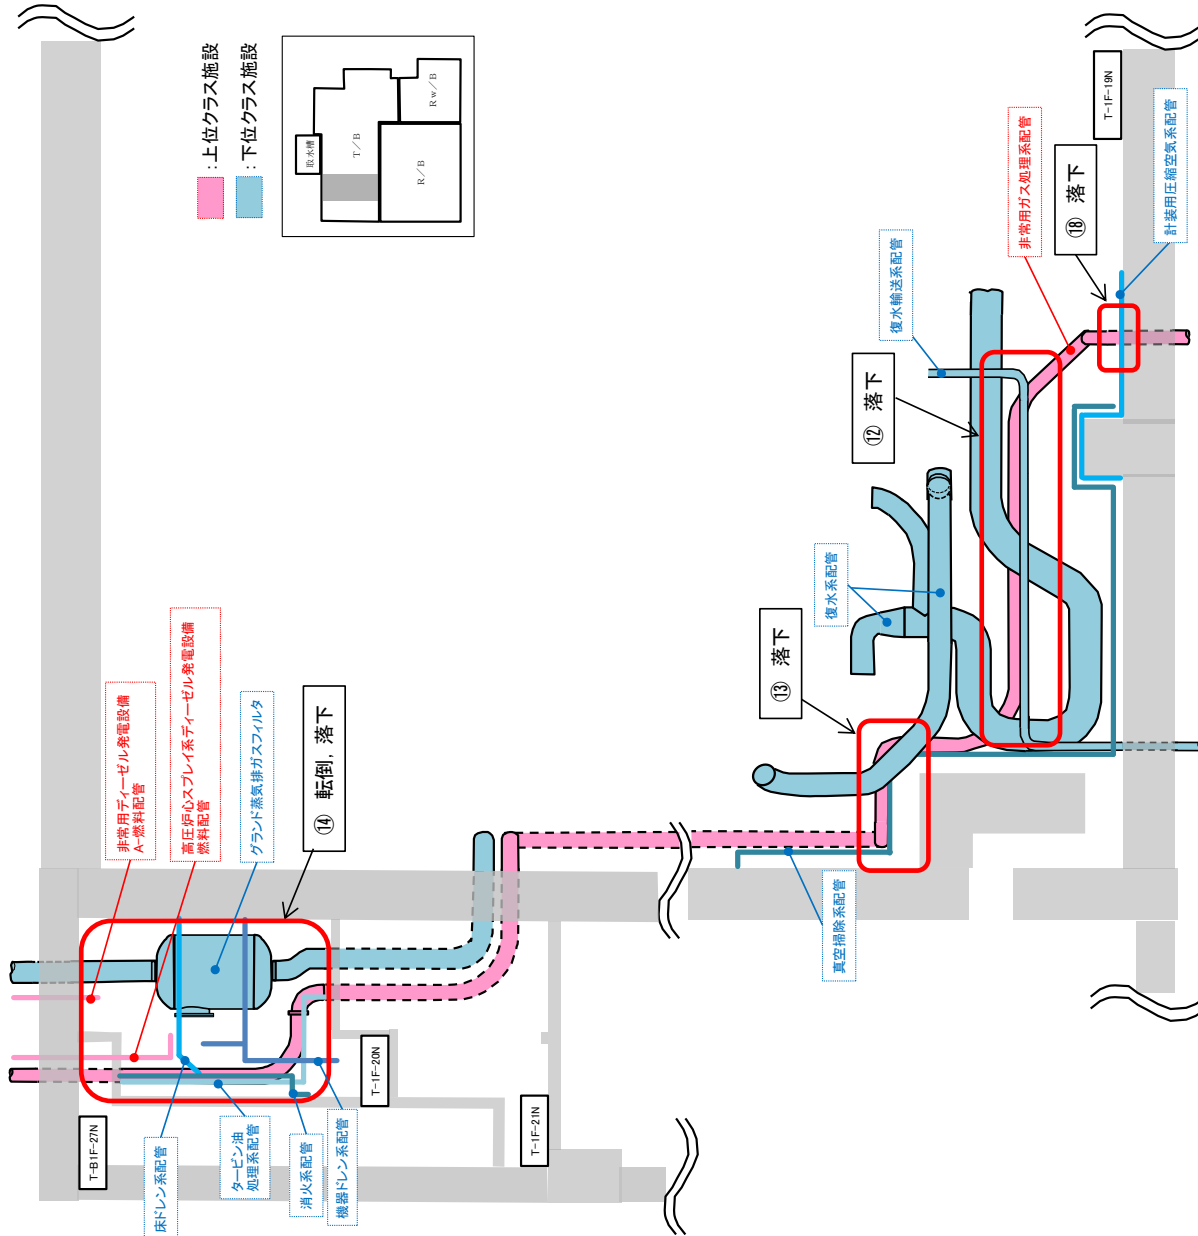 ：上位クラス施設
：下位クラス施設
取水槽
T／B
R／B
Rw／B
非常用ディーゼル発電設備
A-燃料配管
高圧炉心スプレイ系ディーゼル発電設備
燃料配管
グランド蒸気排ガスフィルタ
⑭ 転倒，落下
T-B1F-27N
床ドレン系配管
タービン油
処理系配管
消火系配管
機器ドレン系配管
T-1F-20N
T-1F-21N
真空掃除系配管
⑬ 落下
復水系配管
⑫ 落下
復水輸送系配管
非常用ガス処理系配管
⑱ 落下
T-1F-19N
計装用圧縮空気系配管